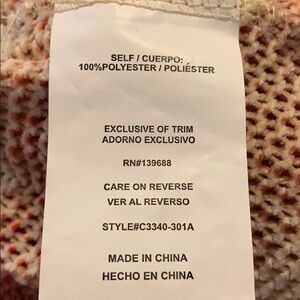 SELF / CUERPO:
100%POLYESTER / POLIÉSTER
EXCLUSIVE OF TRIM
ADORNO EXCLUSIVO
RN#139688
CARE ON REVERSE
VER AL REVERSO
STYLE#C3340-301A
MADE IN CHINA
HECHO EN CHINA